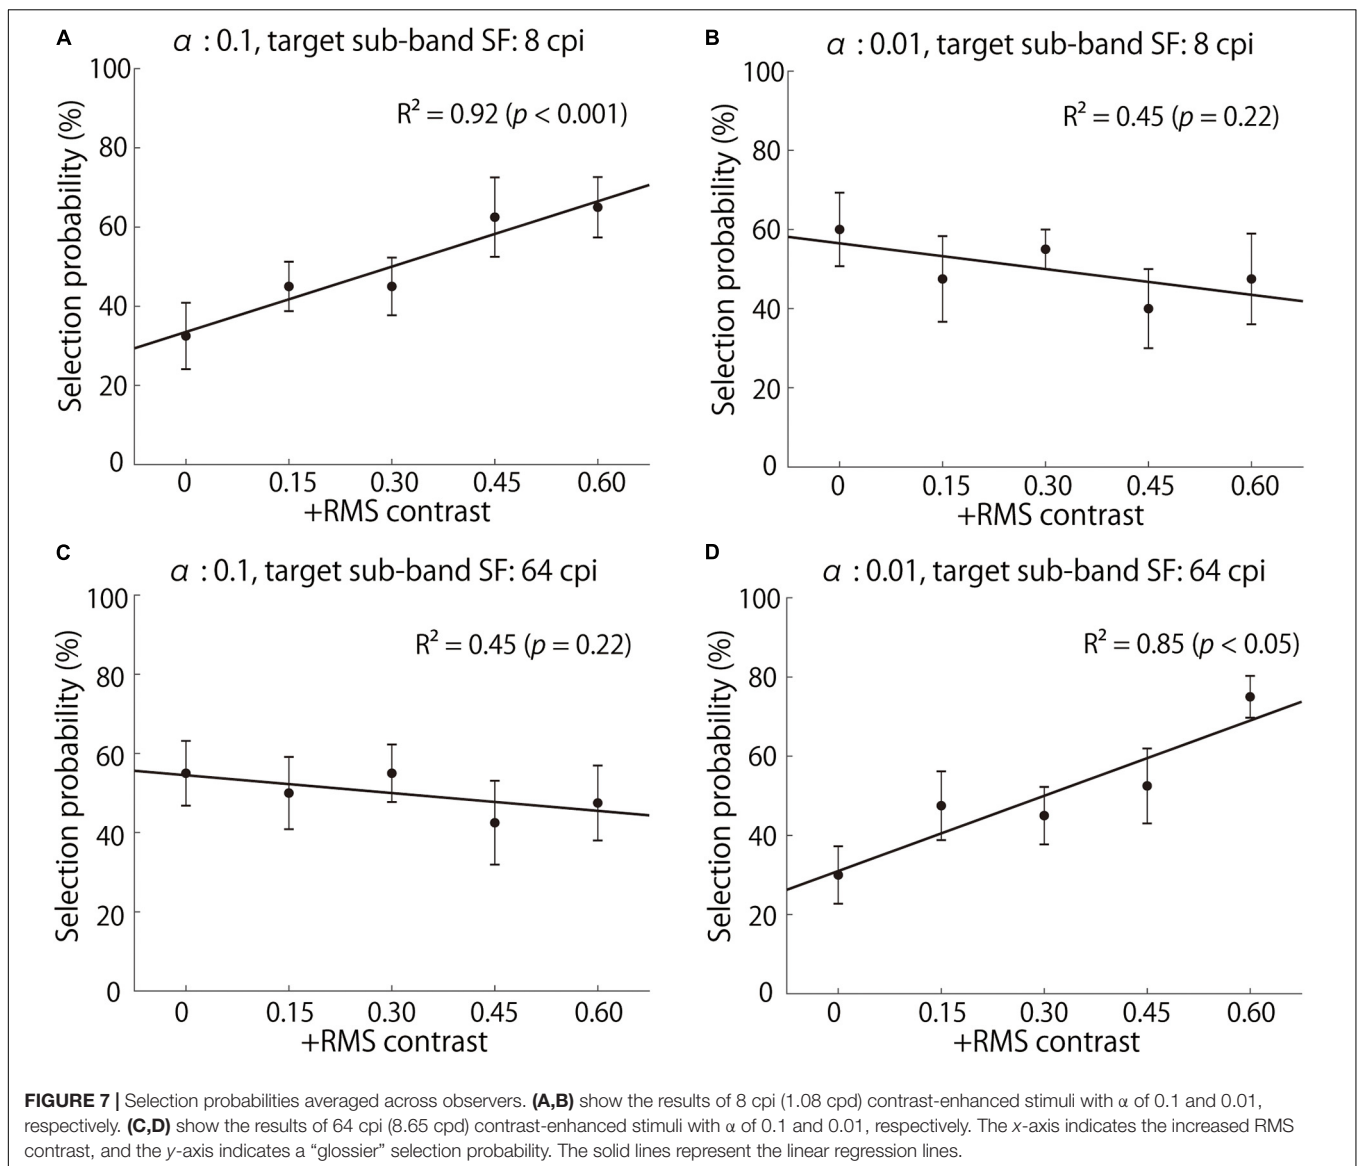 A
α : 0.1, target sub-band SF: 8 cpi
R² = 0.92 (p < 0.001)
Selection probability (%)
100
80
60
40
20
0
0 0.15 0.30 0.45 0.60
+RMS contrast
B
α : 0.01, target sub-band SF: 8 cpi
R² = 0.45 (p = 0.22)
Selection probability (%)
100
80
60
40
20
0
0 0.15 0.30 0.45 0.60
+RMS contrast
C
α : 0.1, target sub-band SF: 64 cpi
R² = 0.45 (p = 0.22)
Selection probability (%)
100
80
60
40
20
0
0 0.15 0.30 0.45 0.60
+RMS contrast
D
α : 0.01, target sub-band SF: 64 cpi
R² = 0.85 (p < 0.05)
Selection probability (%)
100
80
60
40
20
0
0 0.15 0.30 0.45 0.60
+RMS contrast
FIGURE 7 | Selection probabilities averaged across observers. (A,B) show the results of 8 cpi (1.08 cpd) contrast-enhanced stimuli with α of 0.1 and 0.01,
respectively. (C,D) show the results of 64 cpi (8.65 cpd) contrast-enhanced stimuli with α of 0.1 and 0.01, respectively. The x-axis indicates the increased RMS
contrast, and the y-axis indicates a “glossier” selection probability. The solid lines represent the linear regression lines.